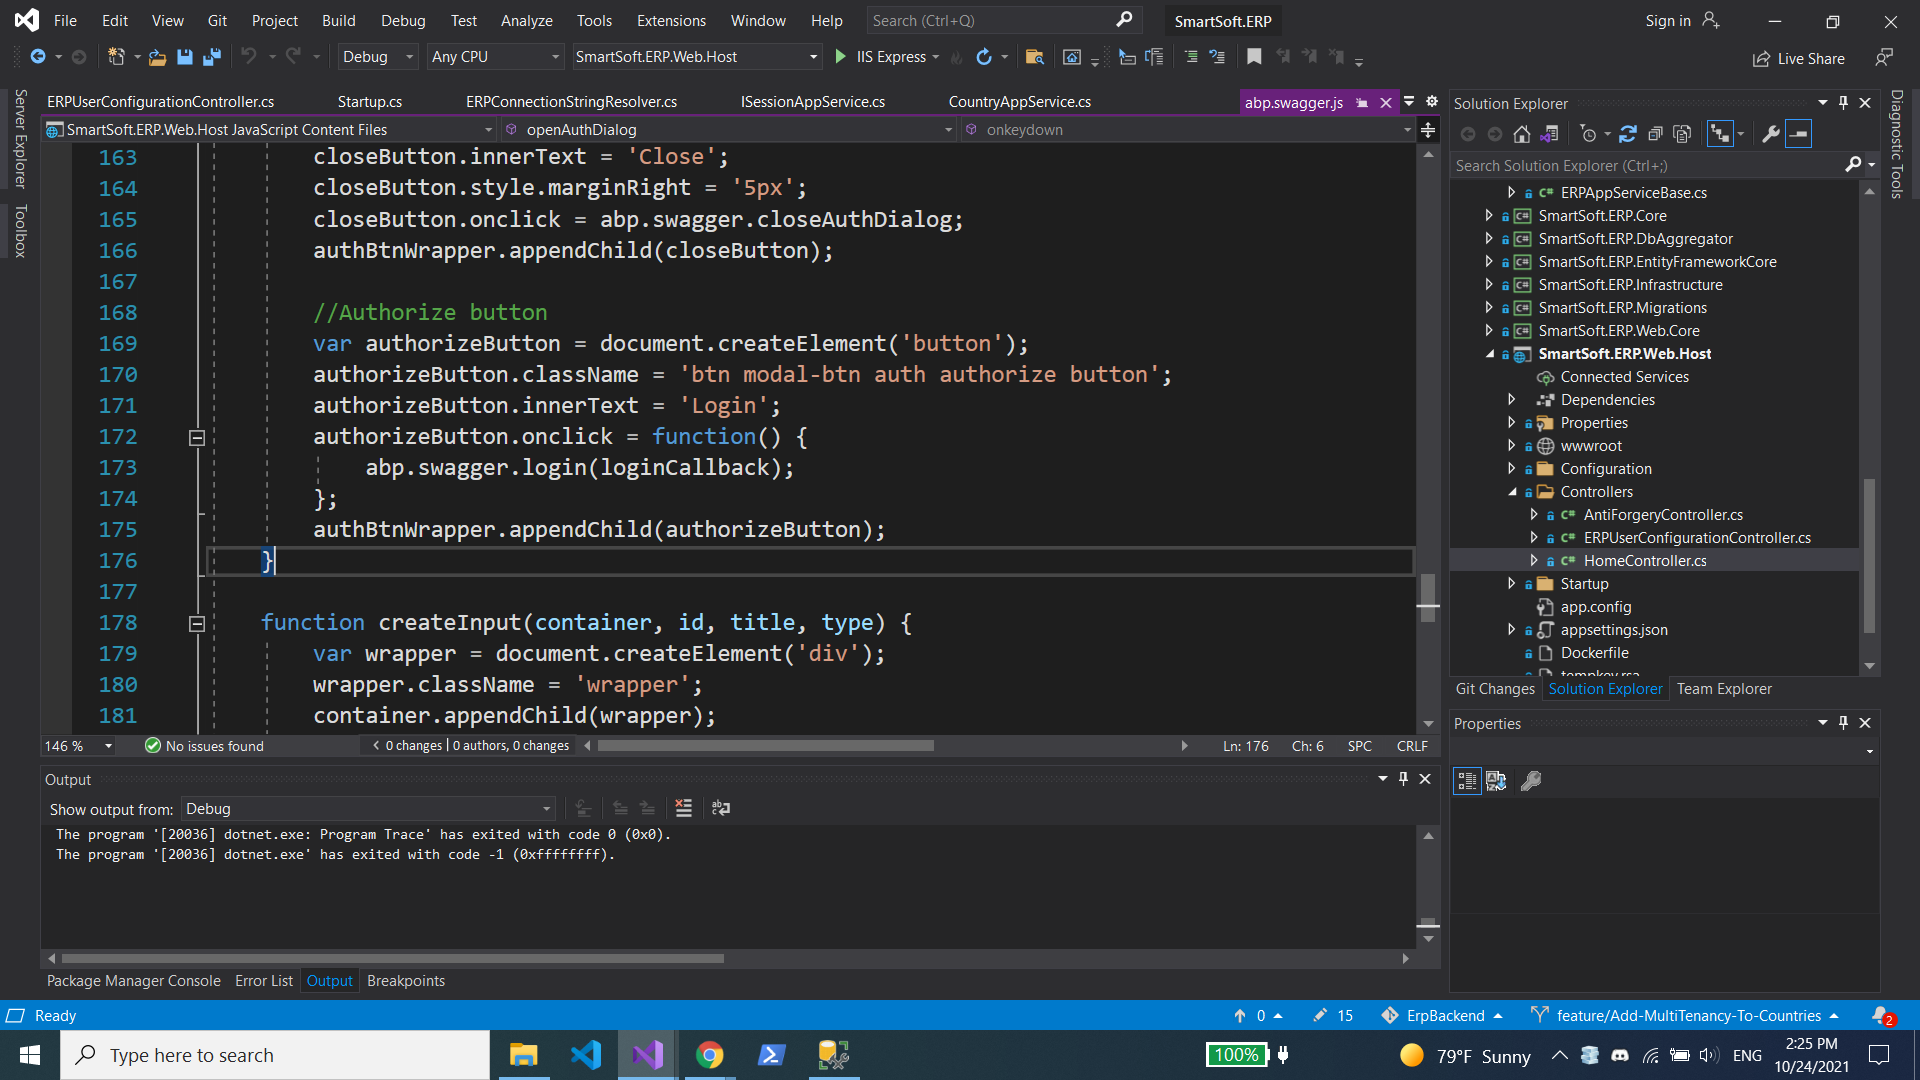 File Edit View Git Project Build Debug Test Analyze Tools Extensions Window Help Search (Ctrl+Q) SmartSoft.ERP Sign in
Debug Any CPU SmartSoft.ERP.Web.Host IIS Express Live Share
Server Explorer
Toolbox
ERPUserConfigurationController.cs Startup.cs ERPConnectionStringResolver.cs ISessionAppService.cs CountryAppService.cs abp.swagger.js
SmartSoft.ERP.Web.Host JavaScript Content Files openAuthDialog onkeydown
163 closeButton.innerText = 'Close';
164 closeButton.style.marginRight = '5px';
165 closeButton.onclick = abp.swagger.closeAuthDialog;
166 authBtnWrapper.appendChild(closeButton);
167
168 //Authorize button
169 var authorizeButton = document.createElement('button');
170 authorizeButton.className = 'btn modal-btn auth authorize button';
171 authorizeButton.innerText = 'Login';
172 authorizeButton.onclick = function() {
173 abp.swagger.login(loginCallback);
174 };
175 authBtnWrapper.appendChild(authorizeButton);
176 }
177
178 function createInput(container, id, title, type) {
179 var wrapper = document.createElement('div');
180 wrapper.className = 'wrapper';
181 container.appendChild(wrapper);
146 % No issues found 0 changes | 0 authors, 0 changes Ln: 176 Ch: 6 SPC CRLF
Output
Show output from: Debug
The program '[20036] dotnet.exe: Program Trace' has exited with code 0 (0x0).
The program '[20036] dotnet.exe' has exited with code -1 (0xffffffff).
Package Manager Console Error List Output Breakpoints
Solution Explorer
Search Solution Explorer (Ctrl+;)
ERPAppServiceBase.cs
SmartSoft.ERP.Core
SmartSoft.ERP.DbAggregator
SmartSoft.ERP.EntityFrameworkCore
SmartSoft.ERP.Infrastructure
SmartSoft.ERP.Migrations
SmartSoft.ERP.Web.Core
SmartSoft.ERP.Web.Host
Connected Services
Dependencies
Properties
wwwroot
Configuration
Controllers
AntiForgeryController.cs
ERPUserConfigurationController.cs
HomeController.cs
Startup
app.config
appsettings.json
Dockerfile
tempkey.rsa
Git Changes Solution Explorer Team Explorer
Properties
Diagnostic Tools
Ready 0 15 ErpBackend feature/Add-MultiTenancy-To-Countries 2
Type here to search 100% 79°F Sunny ENG
2:25 PM
10/24/2021